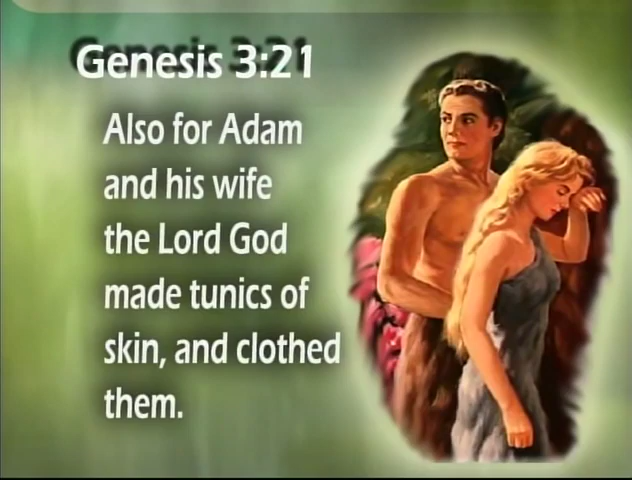 Genesis 3:21
Also for Adam
and his wife
the Lord God
made tunics of
skin, and clothed
them.